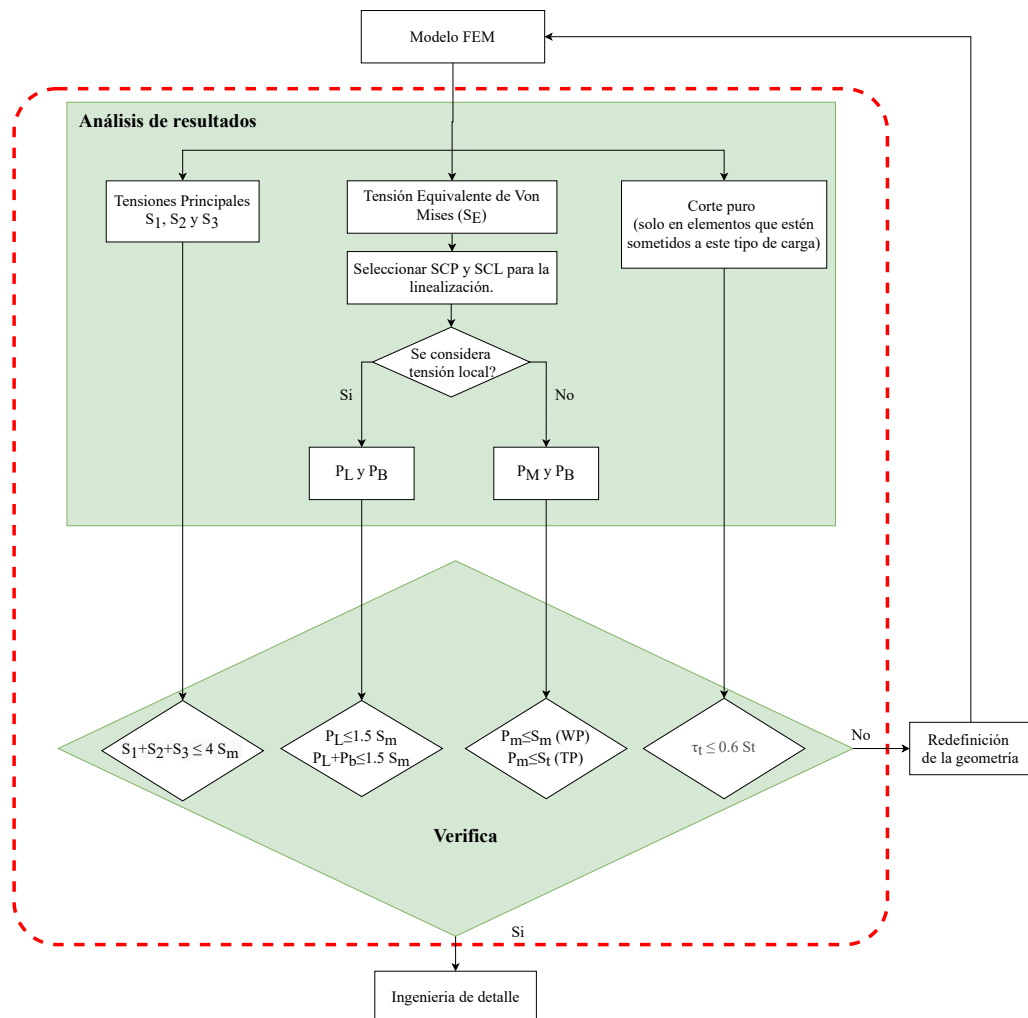 Modelo FEM
Análisis de resultados
Tensiones Principales
S1, S2 y S3
Tensión Equivalente de Von
Mises (SE)
Corte puro
(solo en elementos que estén
sometidos a este tipo de carga)
Seleccionar SCP y SCL para la
linealización.
Se considera
tensión local?
Si
No
PL y PB
PM y PB
S1+S2+S3 ≤ 4 Sm
PL≤1.5 Sm
PL+Pb≤1.5 Sm
Pm≤Sm (WP)
Pm≤St (TP)
τt ≤ 0.6 St
No
Redefinición
de la geometría
Verifica
Si
Ingenieria de detalle